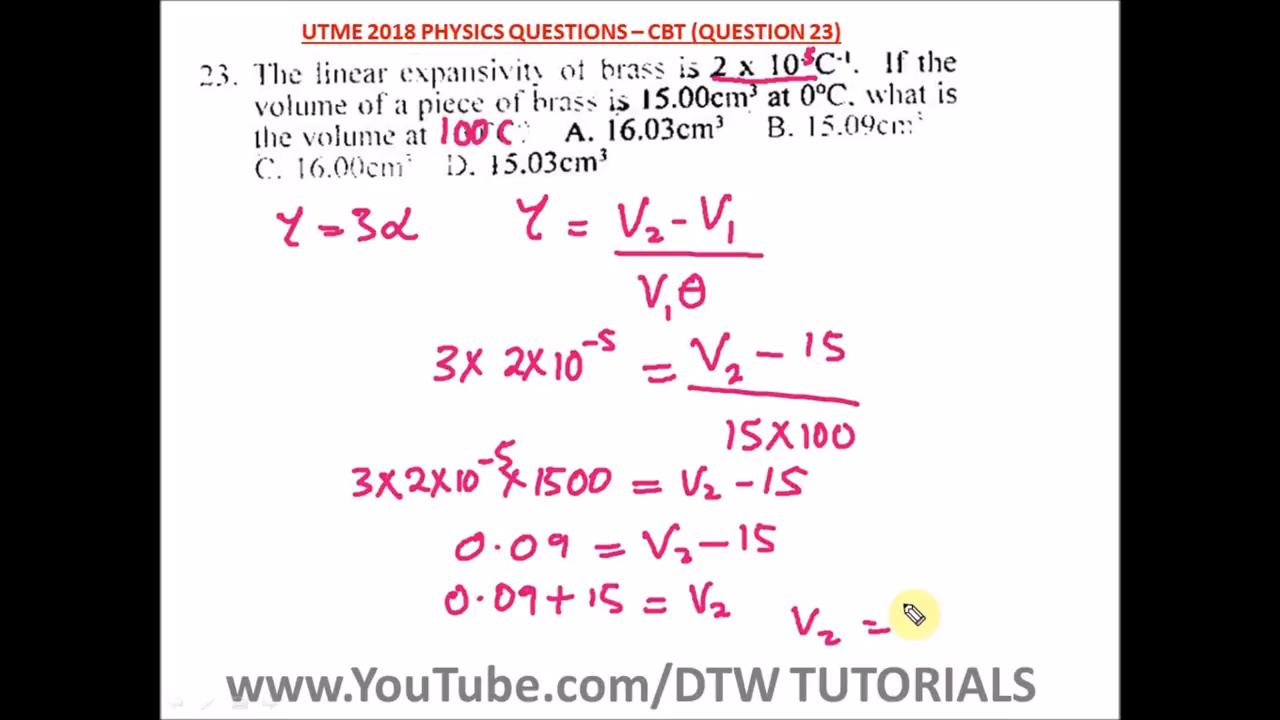 UTME 2018 PHYSICS QUESTIONS – CBT (QUESTION 23)
23. The linear expansivity of brass is 2 x 10⁻⁵C⁻¹. If the
volume of a piece of brass is 15.00cm³ at 0°C. what is
the volume at 100°C: A. 16.03cm³ B. 15.09cm³
C. 16.00cm³ D. 15.03cm³
γ = 3α γ = V₂ - V₁
V₁θ
3 × 2×10⁻⁵ = V₂ - 15
15×100
3×2×10⁻⁵×1500 = V₂ - 15
0.09 = V₂ - 15
0.09 + 15 = V₂ V₂ =
www.YouTube.com/DTW TUTORIALS